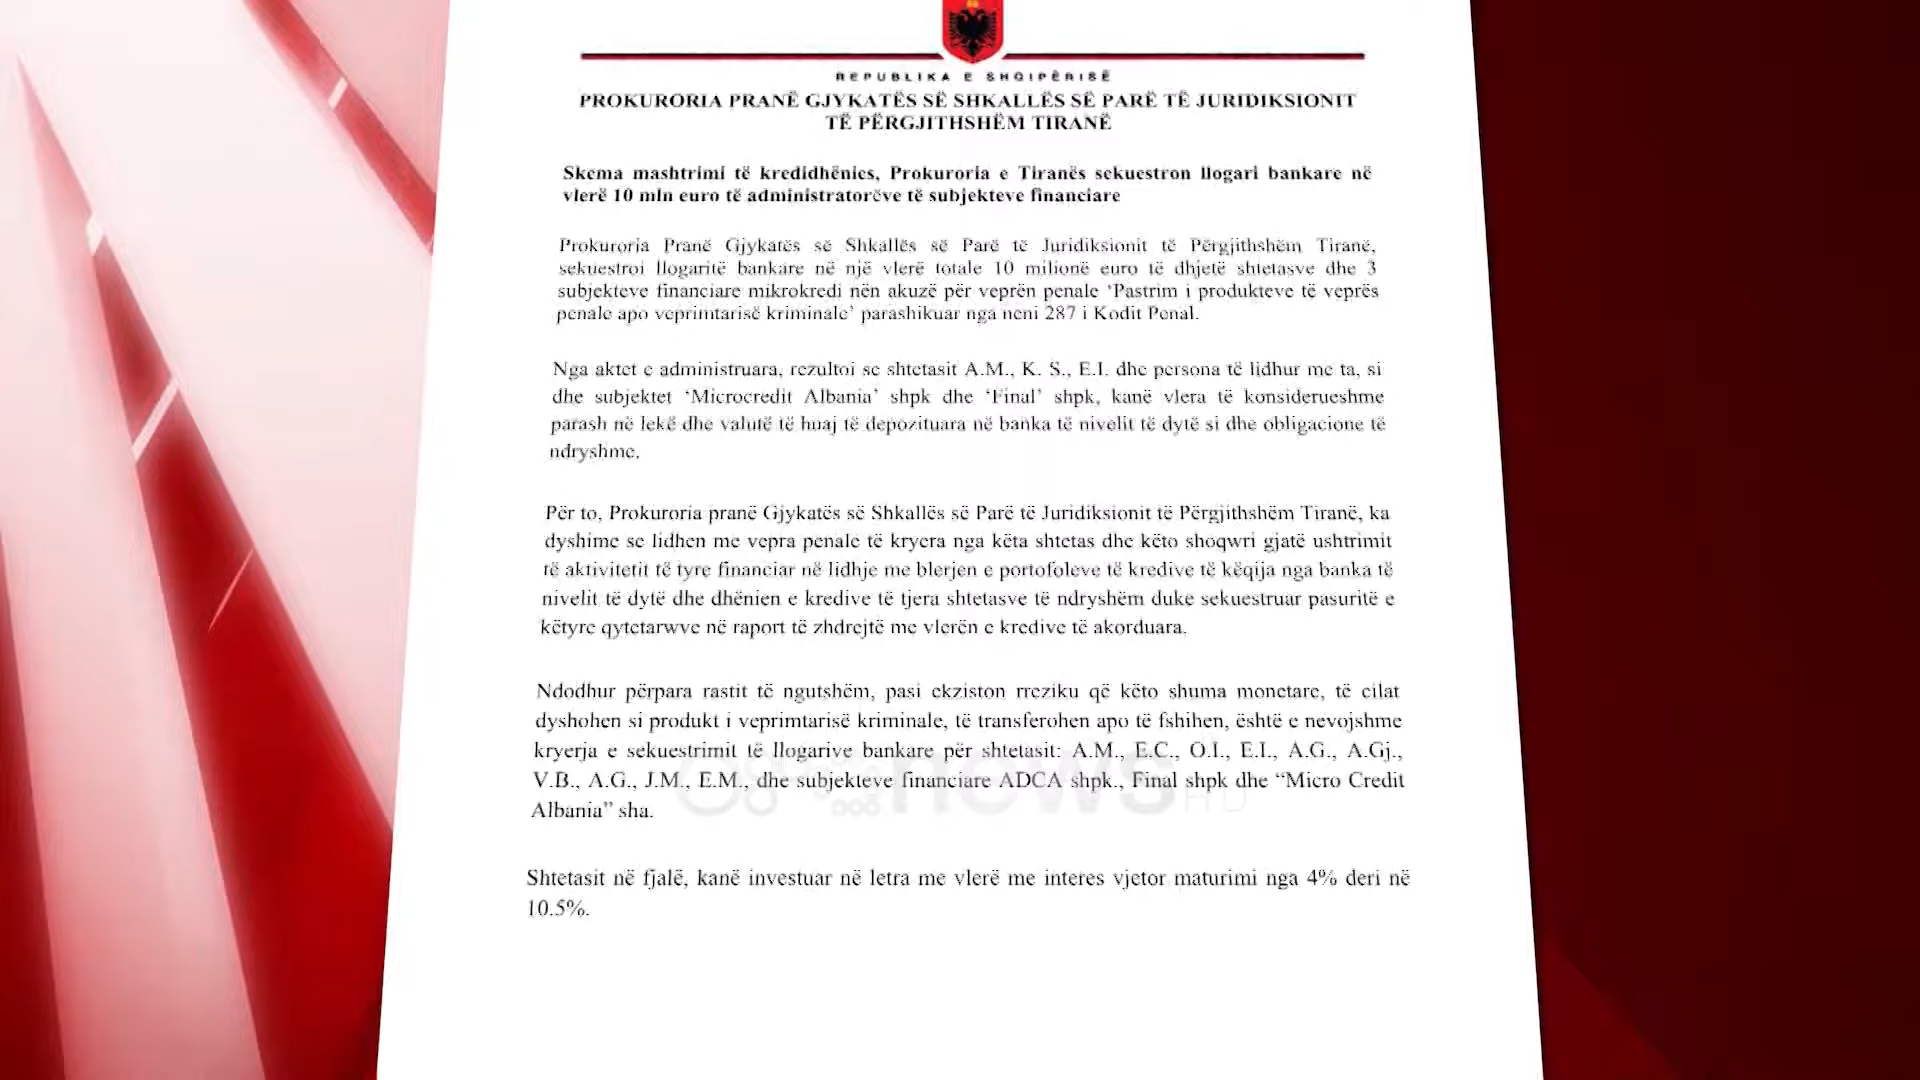 REPUBLIKA E SHQIPËRISË
PROKURORIA PRANË GJYKATËS SË SHKALLËS SË PARË TË JURIDIKSIONIT
TË PËRGJITHSHËM TIRANË
Skema mashtrimi të kredidhënies, Prokuroria e Tiranës sekuestron llogari bankare në
vlerë 10 mln euro të administratorëve të subjekteve financiare
Prokuroria Pranë Gjykatës së Shkallës së Parë të Juridiksionit të Përgjithshëm Tiranë,
sekuestroi llogaritë bankare në një vlerë totale 10 milionë euro të dhjetë shtetasve dhe 3
subjekteve financiare mikrokredi nën akuzë për veprën penale ‘Pastrim i produkteve të veprës
penale apo veprimtarisë kriminale’ parashikuar nga neni 287 i Kodit Penal.
Nga aktet e administruara, rezultoi se shtetasit A.M., K. S., E.I. dhe persona të lidhur me ta, si
dhe subjektet ‘Microcredit Albania’ shpk dhe ‘Final’ shpk, kanë vlera të konsiderueshme
parash në lekë dhe valutë të huaj të depozituara në banka të nivelit të dytë si dhe obligacione të
ndryshme.
Për to, Prokuroria pranë Gjykatës së Shkallës së Parë të Juridiksionit të Përgjithshëm Tiranë, ka
dyshime se lidhen me vepra penale të kryera nga këta shtetas dhe këto shoqwri gjatë ushtrimit
të aktivitetit të tyre financiar në lidhje me blerjen e portofoleve të kredive të këqija nga banka të
nivelit të dytë dhe dhënien e kredive të tjera shtetasve të ndryshëm duke sekuestruar pasuritë e
këtyre qytetarwve në raport të zhdrejtë me vlerën e kredive të akorduara.
Ndodhur përpara rastit të ngutshëm, pasi ekziston rreziku që këto shuma monetare, të cilat
dyshohen si produkt i veprimtarisë kriminale, të transferohen apo të fshihen, është e nevojshme
kryerja e sekuestrimit të llogarive bankare për shtetasit: A.M., E.C., O.I., E.I., A.G., A.Gj.,
V.B., A.G., J.M., E.M., dhe subjekteve financiare ADCA shpk., Final shpk dhe “Micro Credit
Albania” sha.
news HD
Shtetasit në fjalë, kanë investuar në letra me vlerë me interes vjetor maturimi nga 4% deri në
10.5%.